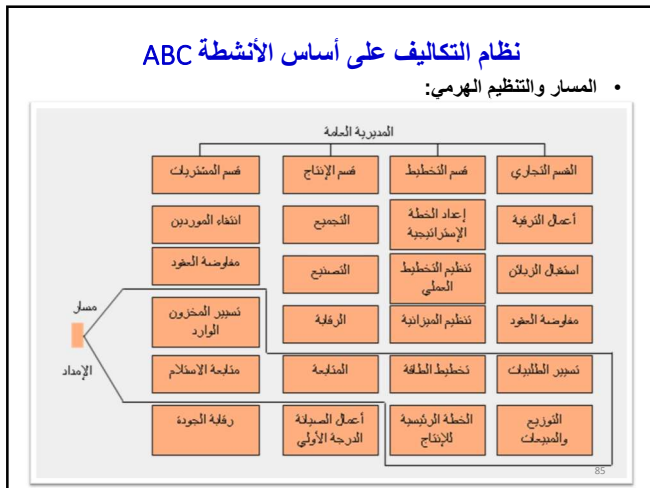 نظام التكاليف على أساس الأنشطة ABC
• المسار والتنظيم الهرمي:
المديرية العامة
القسم التجاري
قسم التخطيط
قسم الإنتاج
قسم المشتريات
أعمال الترقية
إعداد الخطة
الإستراتيجية
التجميع
انتقاء الموردين
استقبال الزبائن
تنظيم التخطيط
العملي
التصنيع
مفاوضة العقود
مفاوضة العقود
تنظيم الميزانية
الرقابة
تسيير المخزون
الوارد
مسار
تسيير الطلبيات
تخطيط الطاقة
المتابعة
متابعة الاستلام
الإمداد
التوزيع
والمبيعات
الخطة الرئيسية
للإنتاج
أعمال الصيانة
الدرجة الأولي
رقابة الجودة
85